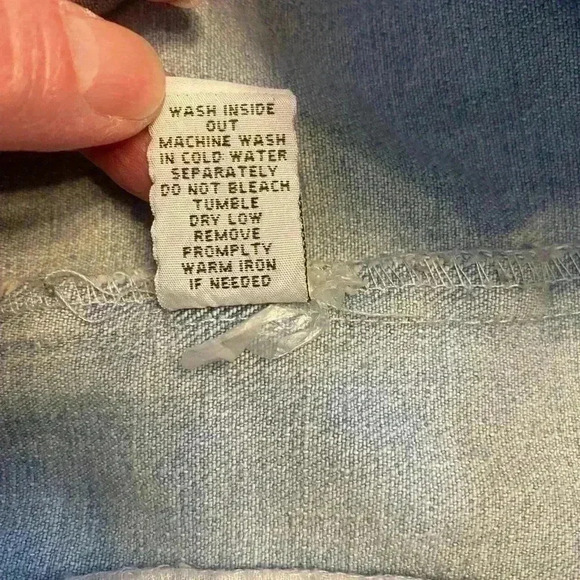 WASH INSIDE
OUT
MACHINE WASH
IN COLD WATER
SEPARATELY
DO NOT BLEACH
TUMBLE
DRY LOW
REMOVE
PROMPLTY
WARM IRON
IF NEEDED